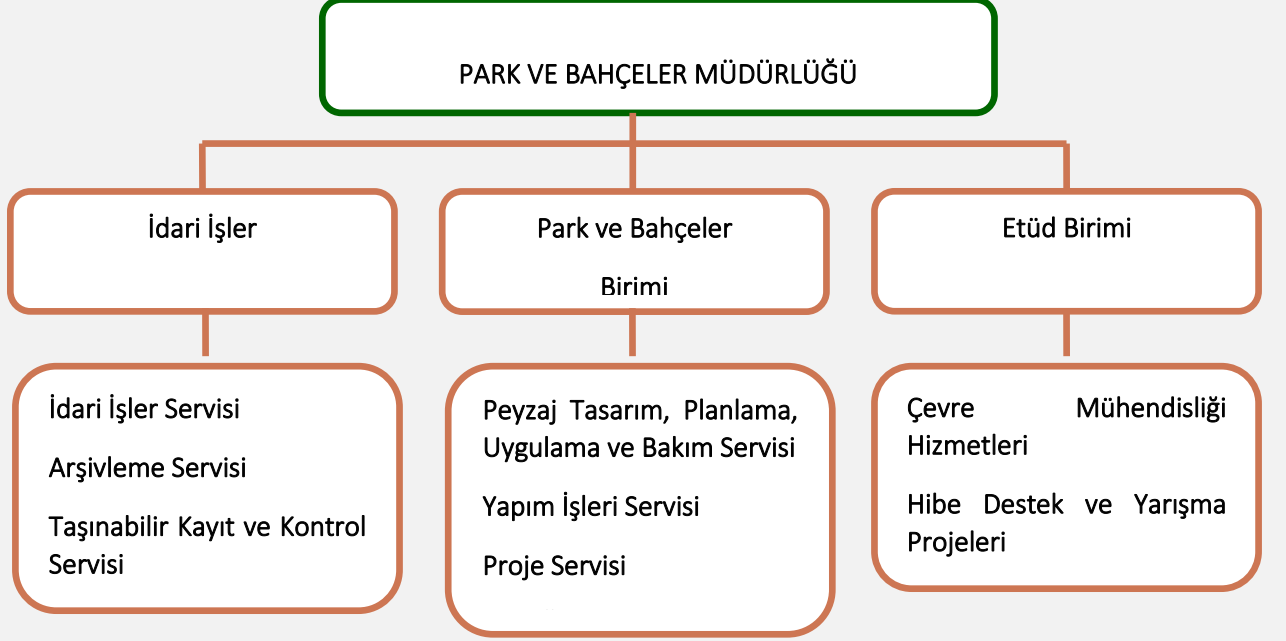 PARK VE BAHÇELER MÜDÜRLÜĞÜ
İdari İşler
Park ve Bahçeler
Birimi
Etüd Birimi
İdari İşler Servisi
Arşivleme Servisi
Taşınabilir Kayıt ve Kontrol
Servisi
Peyzaj Tasarım, Planlama,
Uygulama ve Bakım Servisi
Yapım İşleri Servisi
Proje Servisi
Çevre Mühendisliği
Hizmetleri
Hibe Destek ve Yarışma
Projeleri